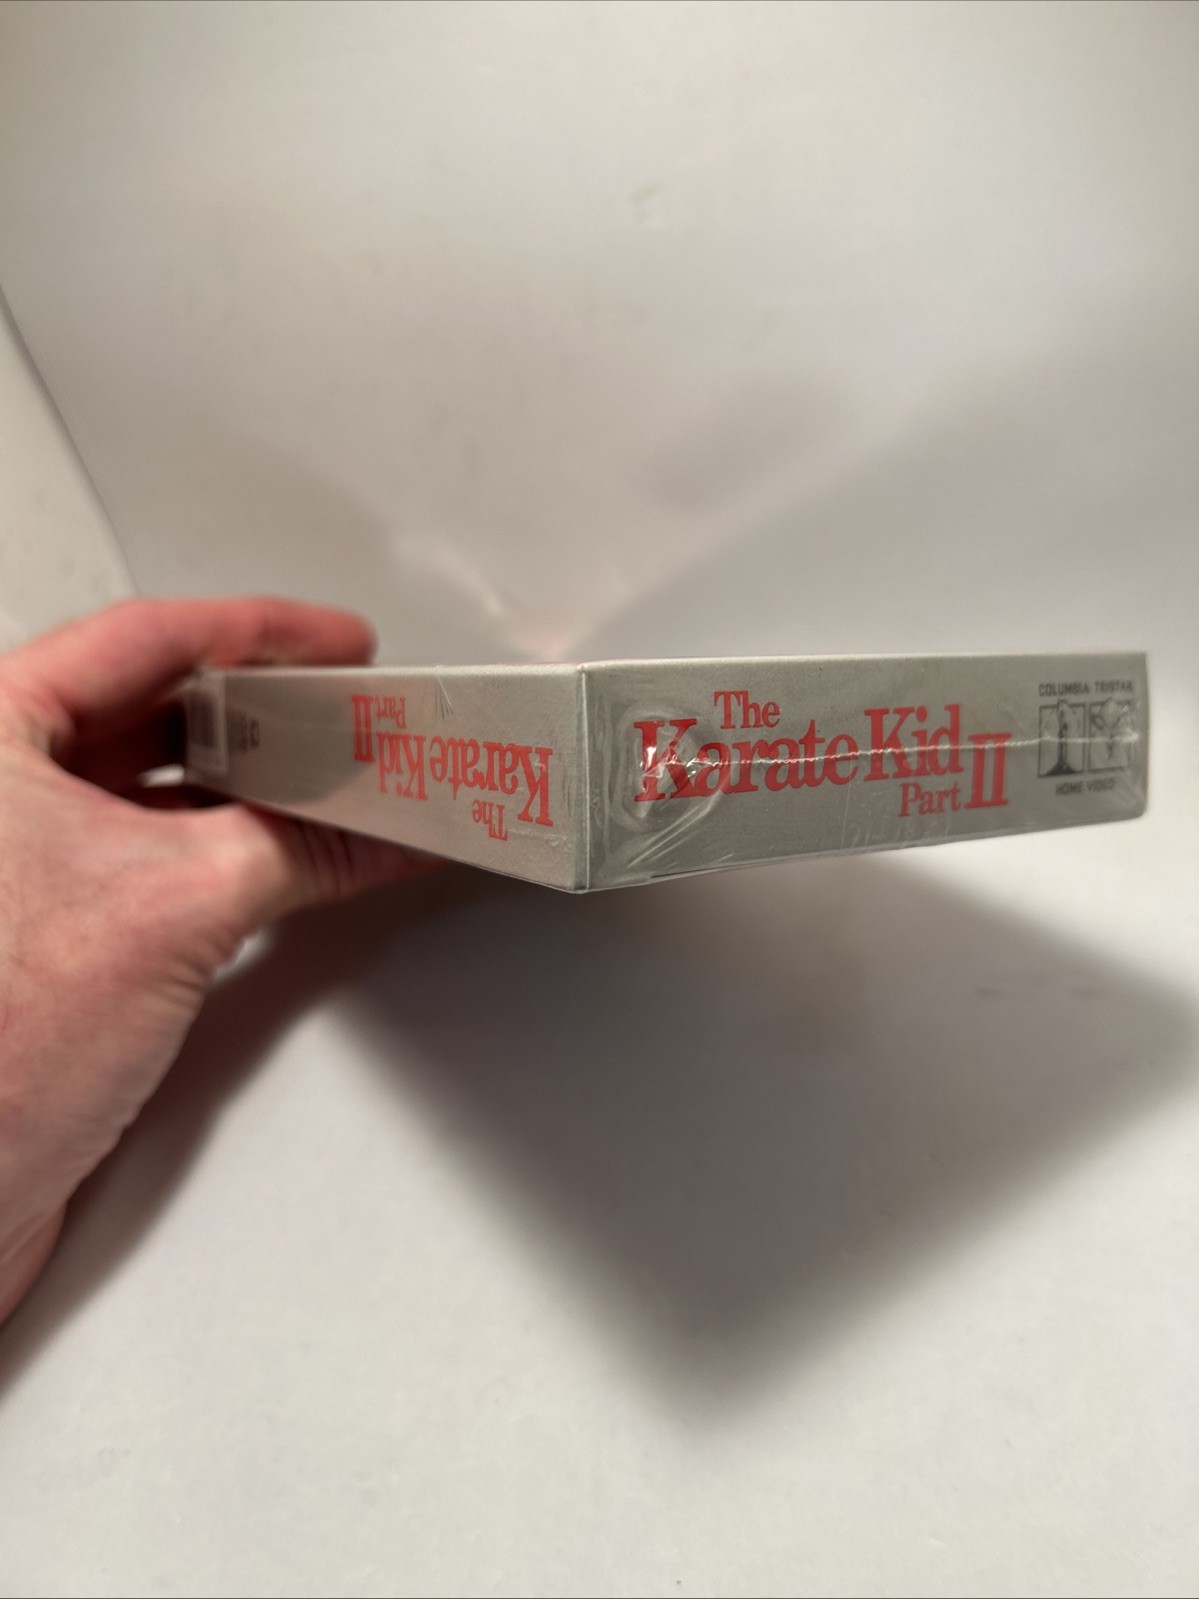 The
Karate Kid
Part II
COLUMBIA TRISTAR
HOME VIDEO
The
Karate Kid
Part II